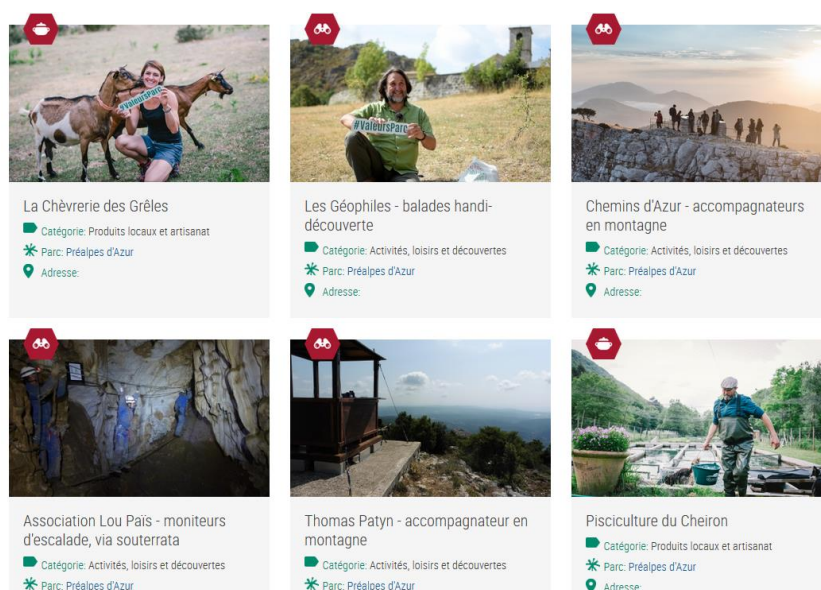 #ValeursParc
#ValeursParc
La Chèvrerie des Grêles
Catégorie: Produits locaux et artisanat
Parc: Préalpes d'Azur
Adresse:
Les Géophiles - balades handi-
découverte
Catégorie: Activités, loisirs et découvertes
Parc: Préalpes d'Azur
Adresse:
Chemins d'Azur - accompagnateurs
en montagne
Catégorie: Activités, loisirs et découvertes
Parc: Préalpes d'Azur
Adresse:
Association Lou Païs - moniteurs
d'escalade, via souterrata
Catégorie: Activités, loisirs et découvertes
Parc: Préalpes d'Azur
Thomas Patyn - accompagnateur en
montagne
Catégorie: Activités, loisirs et découvertes
Parc: Préalpes d'Azur
Pisciculture du Cheiron
Catégorie: Produits locaux et artisanat
Parc: Préalpes d'Azur
Adresse: